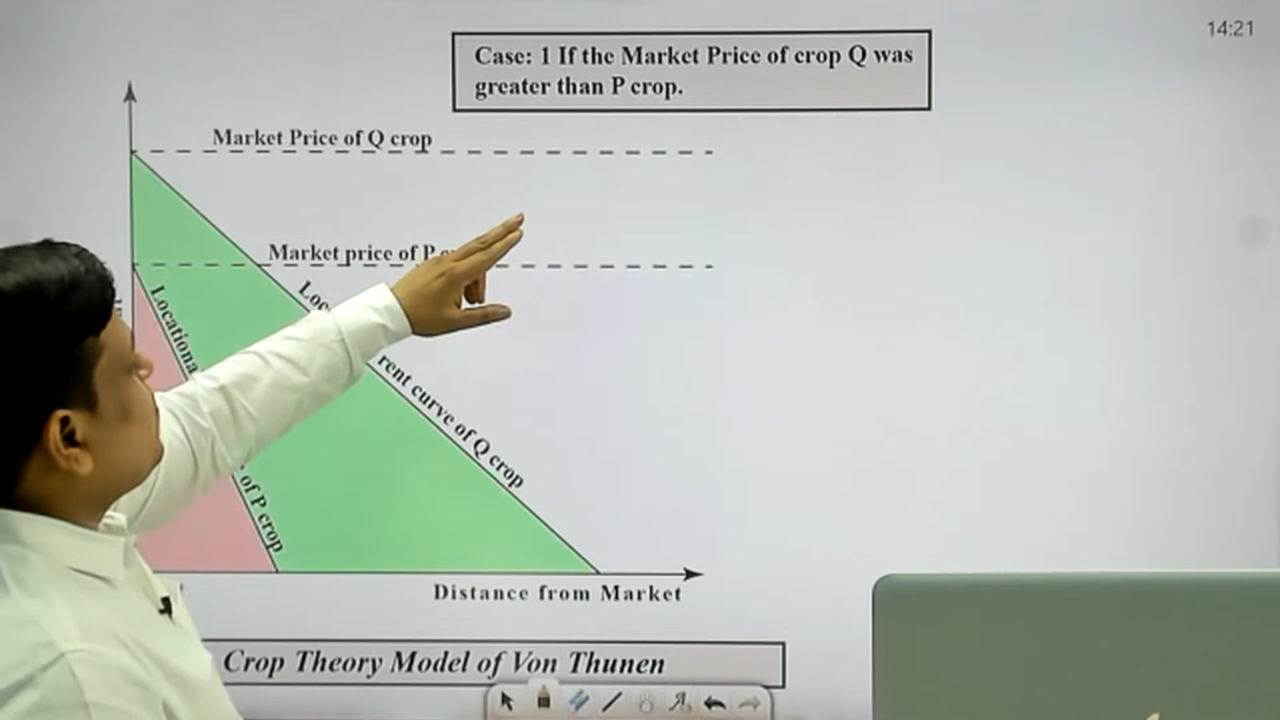 14:21
Case: 1 If the Market Price of crop Q was
greater than P crop.
Market Price of Q crop
Market price of P
Locationa
of P crop
rent curve of Q crop
Distance from Market
Crop Theory Model of Von Thunen